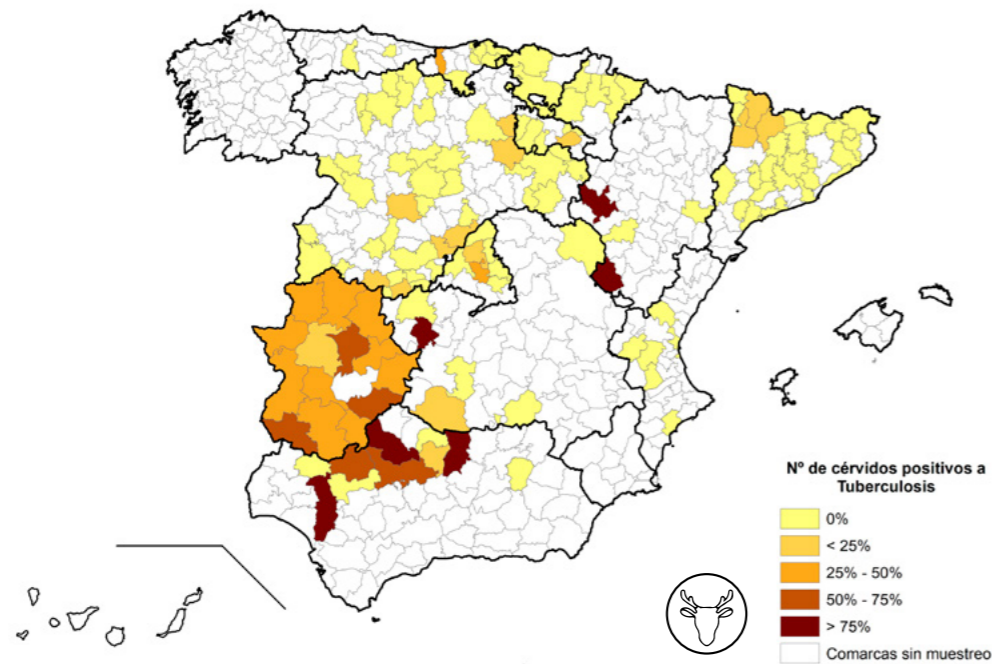 Nº de cérvidos positivos a
Tuberculosis
0%
< 25%
25% - 50%
50% - 75%
> 75%
Comarcas sin muestreo